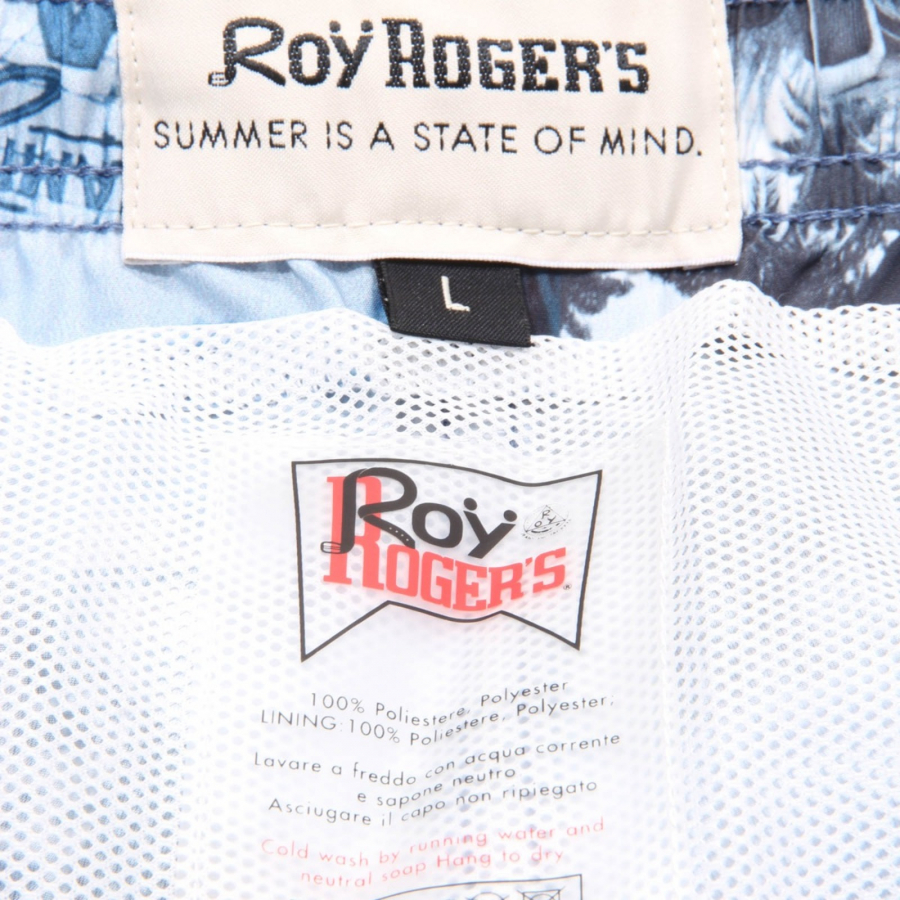 Roy ROGER'S
SUMMER IS A STATE OF MIND.
L
Roy
ROGER'S
100% Poliestere, Polyester
LINING:100% Poliestere, Polyester,
Lavare a freddo con acqua corrente
e sapone neutro
Asciugare il capo non ripiegato
Cold wash by running water and
neutral soap Hang to dry